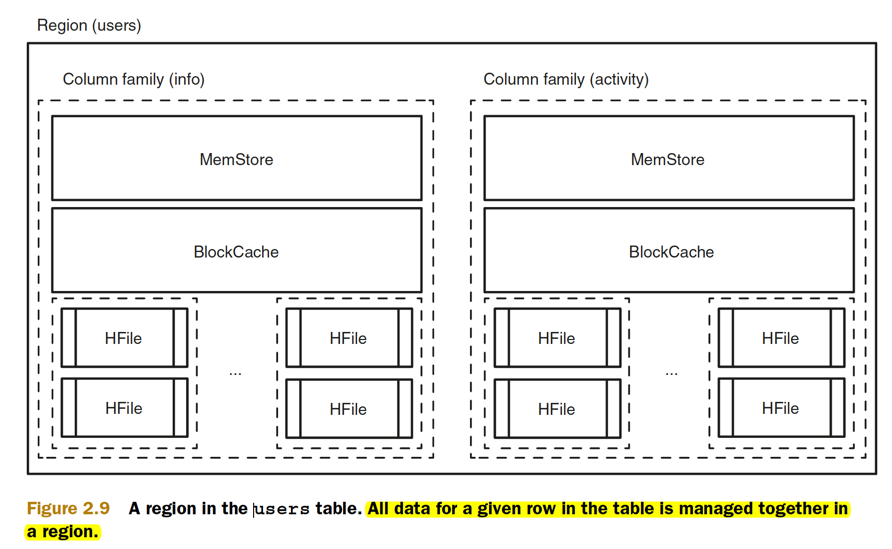 Region (users)
Column family (info)
Column family (activity)
MemStore
MemStore
BlockCache
BlockCache
HFile
HFile
HFile
HFile
...
...
HFile
HFile
HFile
HFile
Figure 2.9 A region in the users table. All data for a given row in the table is managed together in
a region.